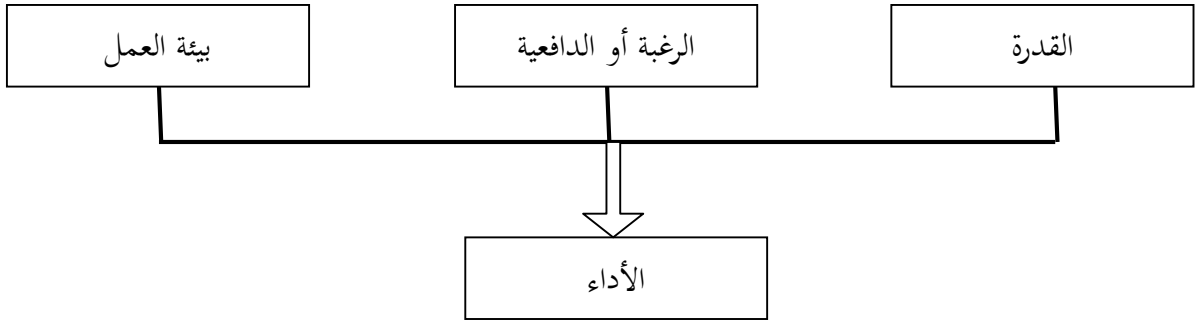 القدرة
الرغبة أو الدافعية
بيئة العمل
الأداء